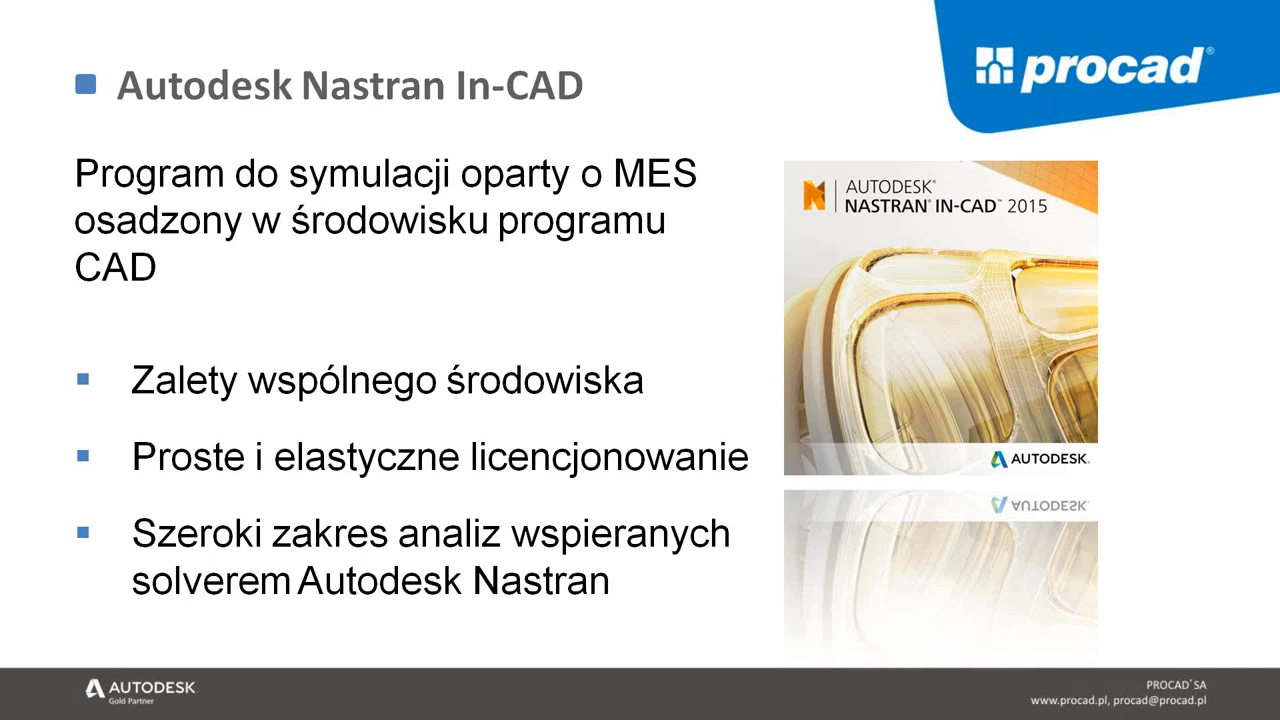 Autodesk Nastran In-CAD
procad®
Program do symulacji oparty o MES
osadzony w środowisku programu
CAD
Zalety wspólnego środowiska
Proste i elastyczne licencjonowanie
Szeroki zakres analiz wspieranych
solverem Autodesk Nastran
AUTODESK®
NASTRAN® IN-CAD™ 2015
AUTODESK.
AUTODESK.
AUTODESK.
Gold Partner
PROCAD® SA
www.procad.pl, procad@procad.pl